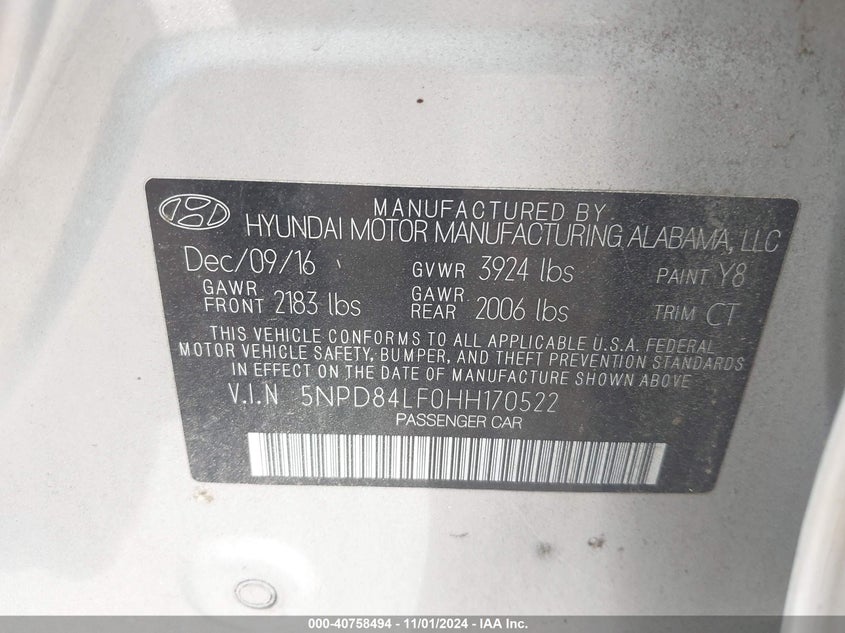 MANUFACTURED BY
HYUNDAI MOTOR MANUFACTURING ALABAMA, LLC
Dec/09/16 GVWR 3924 lbs PAINT Y8
GAWR FRONT 2183 lbs GAWR REAR 2006 lbs TRIM CT
THIS VEHICLE CONFORMS TO ALL APPLICABLE U.S.A. FEDERAL
MOTOR VEHICLE SAFETY, BUMPER, AND THEFT PREVENTION STANDARDS
IN EFFECT ON THE DATE OF MANUFACTURE SHOWN ABOVE
V.I.N 5NPD84LF0HH170522
PASSENGER CAR
000-40758494 - 11/01/2024 - IAA Inc.